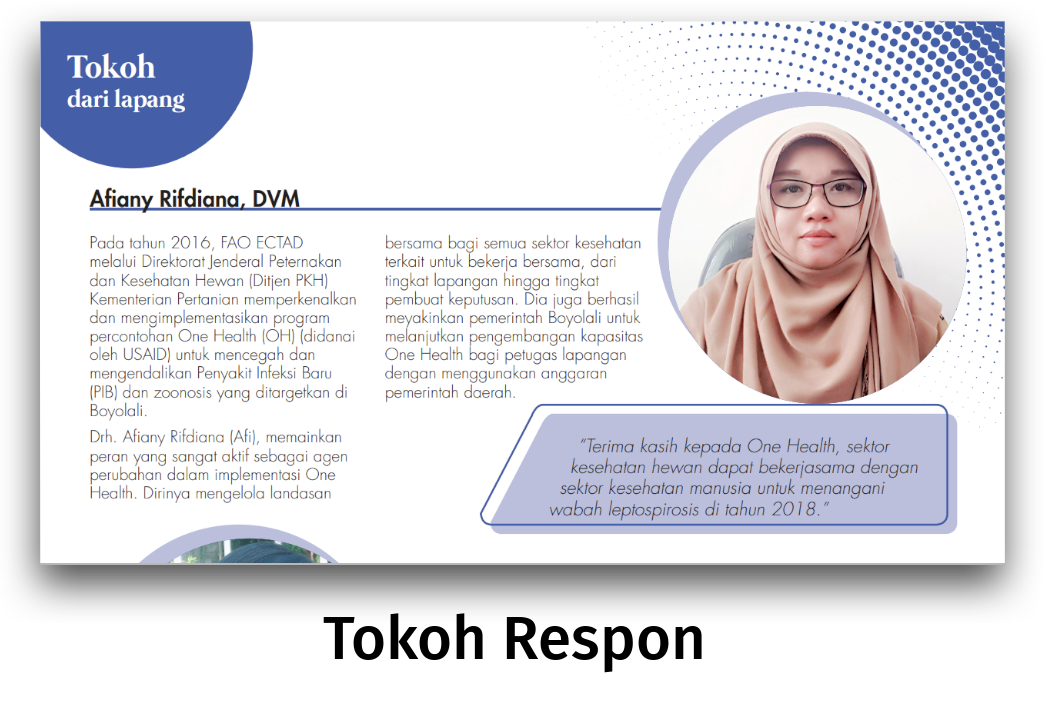 Tokoh
dari lapang
Afiany Rifdiana, DVM
Pada tahun 2016, FAO ECTAD
melalui Direktorat Jenderal Peternakan
dan Kesehatan Hewan (Ditjen PKH)
Kementerian Pertanian memperkenalkan
dan mengimplementasikan program
percontohan One Health (OH) (didanai
oleh USAID) untuk mencegah dan
mengendalikan Penyakit Infeksi Baru
(PIB) dan zoonosis yang ditargetkan di
Boyolali.
Drh. Afiany Rifdiana (Afi), memainkan
peran yang sangat aktif sebagai agen
perubahan dalam implementasi One
Health. Dirinya mengelola landasan
bersama bagi semua sektor kesehatan
terkait untuk bekerja bersama, dari
tingkat lapangan hingga tingkat
pembuat keputusan. Dia juga berhasil
meyakinkan pemerintah Boyolali untuk
melanjutkan pengembangan kapasitas
One Health bagi petugas lapangan
dengan menggunakan anggaran
pemerintah daerah.
“Terima kasih kepada One Health, sektor
kesehatan hewan dapat bekerjasama dengan
sektor kesehatan manusia untuk menangani
wabah leptospirosis di tahun 2018.”
Tokoh Respon